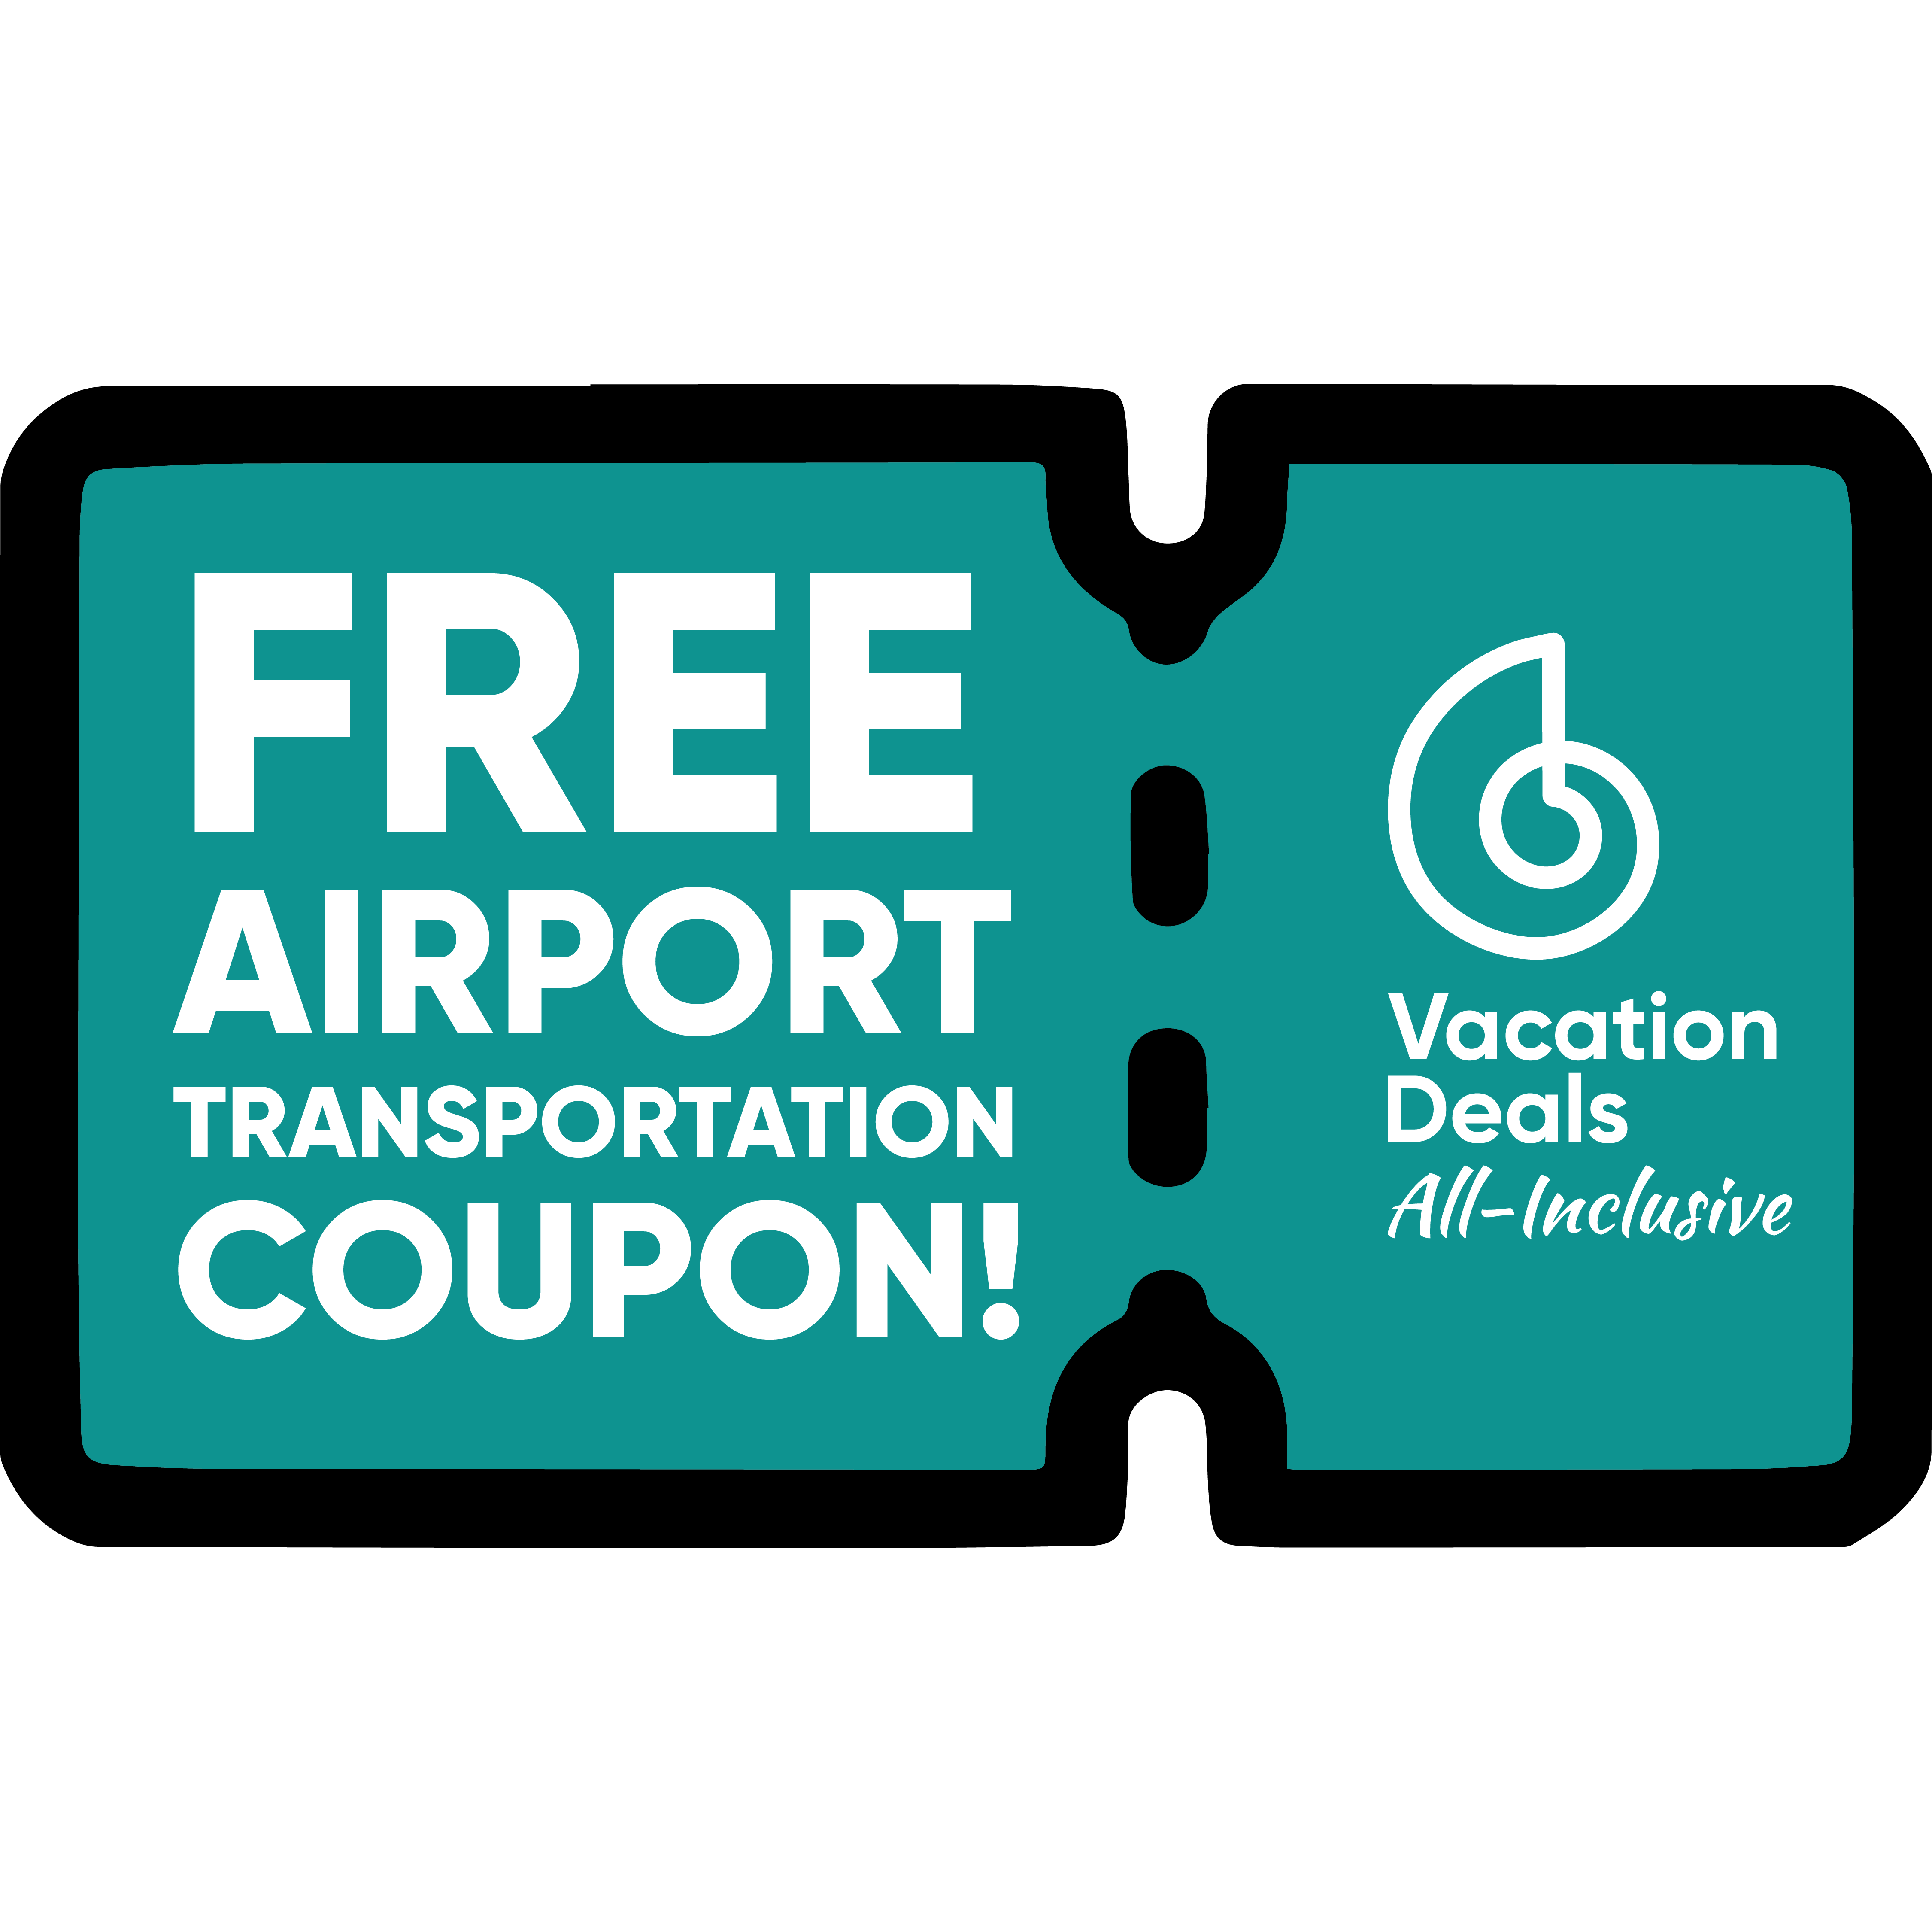 FREE
AIRPORT
TRANSPORTATION
COUPON!
Vacation
Deals
All-Inclusive